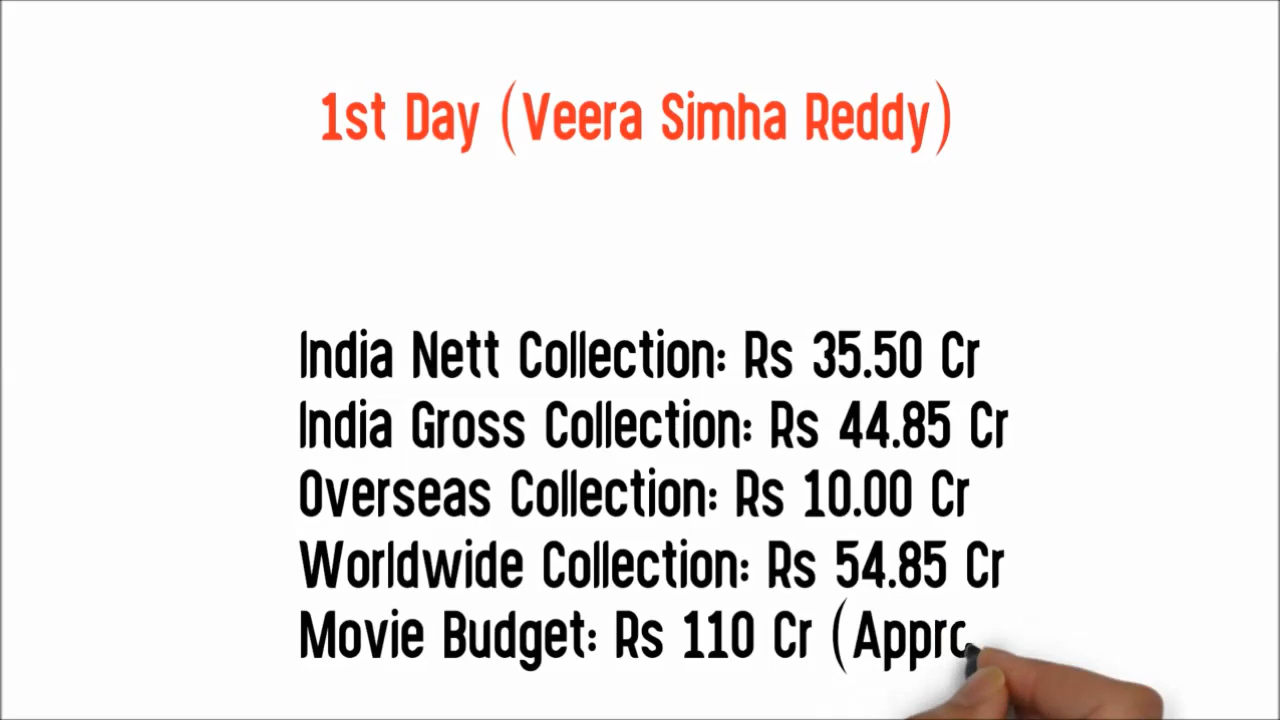 1st Day (Veera Simha Reddy)
India Nett Collection: Rs 35.50 Cr
India Gross Collection: Rs 44.85 Cr
Overseas Collection: Rs 10.00 Cr
Worldwide Collection: Rs 54.85 Cr
Movie Budget: Rs 110 Cr (Appro